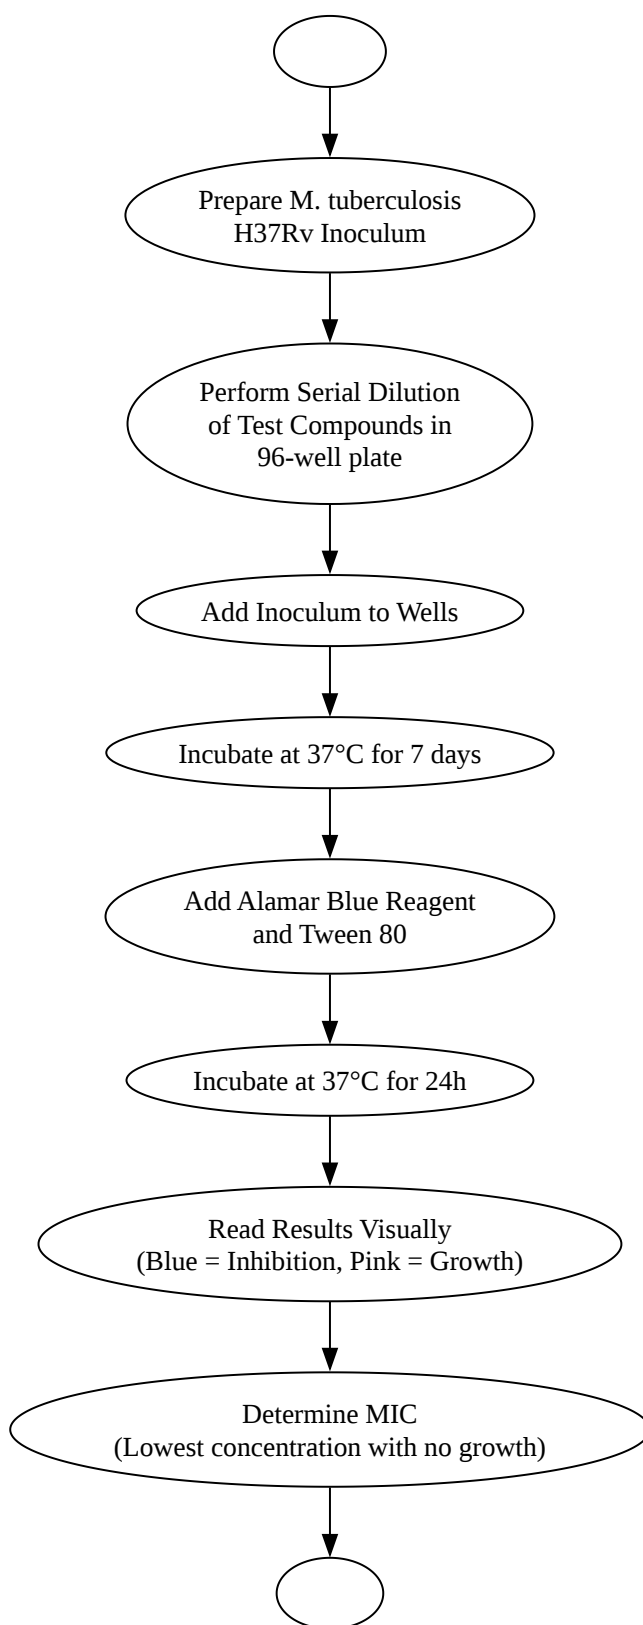 Prepare M. tuberculosis
H37Rv Inoculum
Perform Serial Dilution
of Test Compounds in
96-well plate
Add Inoculum to Wells
Incubate at 37°C for 7 days
Add Alamar Blue Reagent
and Tween 80
Incubate at 37°C for 24h
Read Results Visually
(Blue = Inhibition, Pink = Growth)
Determine MIC
(Lowest concentration with no growth)